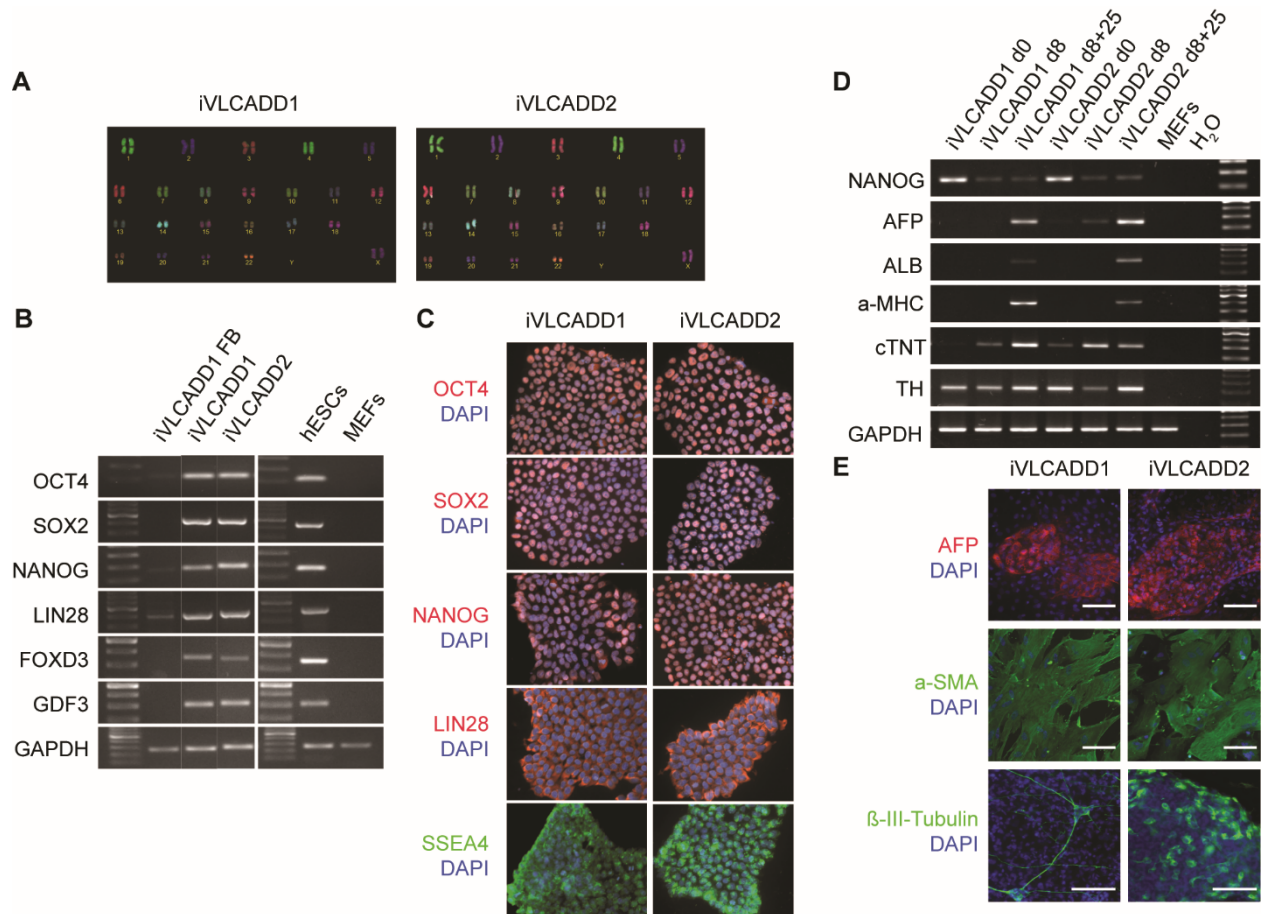 A
iVLCADD1
iVLCADD2
1 2 3 4 5
6 7 8 9 10 11 12
13 14 15 16 17 18
19 20 21 22 Y X
1 2 3 4 5
6 7 8 9 10 11 12
13 14 15 16 17 18
19 20 21 22 Y X
B
iVLCADD1 FB
iVLCADD1
iVLCADD2
hESCs
MEFs
OCT4
SOX2
NANOG
LIN28
FOXD3
GDF3
GAPDH
C
iVLCADD1
iVLCADD2
OCT4
DAPI
SOX2
DAPI
NANOG
DAPI
LIN28
DAPI
SSEA4
DAPI
D
iVLCADD1 d0
iVLCADD1 d8
iVLCADD1 d8+25
iVLCADD2 d0
iVLCADD2 d8
iVLCADD2 d8+25
MEFs
H₂O
NANOG
AFP
ALB
a-MHC
cTNT
TH
GAPDH
E
iVLCADD1
iVLCADD2
AFP
DAPI
a-SMA
DAPI
ß-III-Tubulin
DAPI